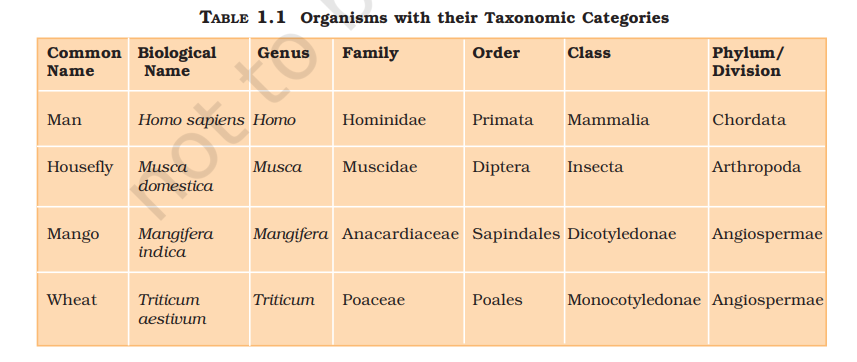 TABLE 1.1 Organisms with their Taxonomic Categories
Common Biological Genus Family Order Class Phylum/
Name Name Division
Man Homo sapiens Homo Hominidae Primata Mammalia Chordata
Housefly Musca Musca Muscidae Diptera Insecta Arthropoda
domestica
Mango Mangifera Mangifera Anacardiaceae Sapindales Dicotyledonae Angiospermae
indica
Wheat Triticum Triticum Poaceae Poales Monocotyledonae Angiospermae
aestivum
not to